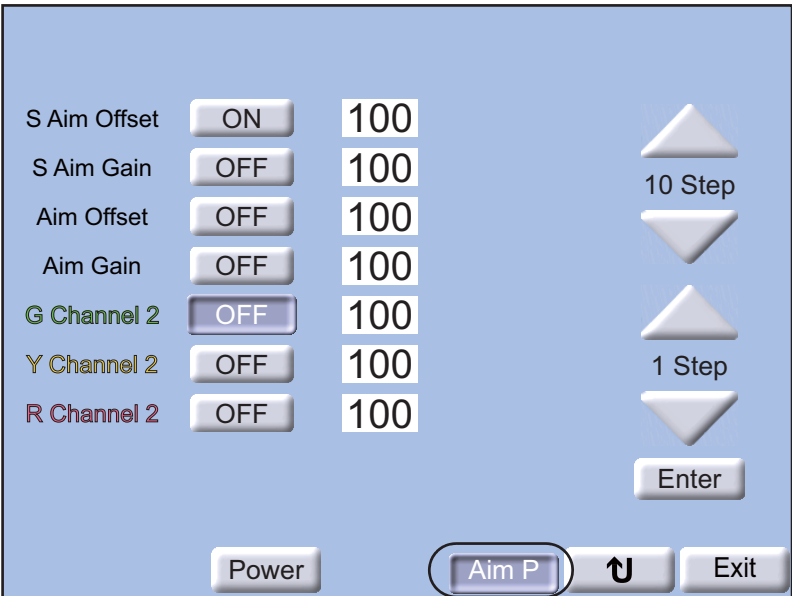 S Aim Offset ON 100
S Aim Gain OFF 100
Aim Offset OFF 100
Aim Gain OFF 100
G Channel 2 OFF 100
Y Channel 2 OFF 100
R Channel 2 OFF 100
10 Step
1 Step
Enter
Power Aim P Exit